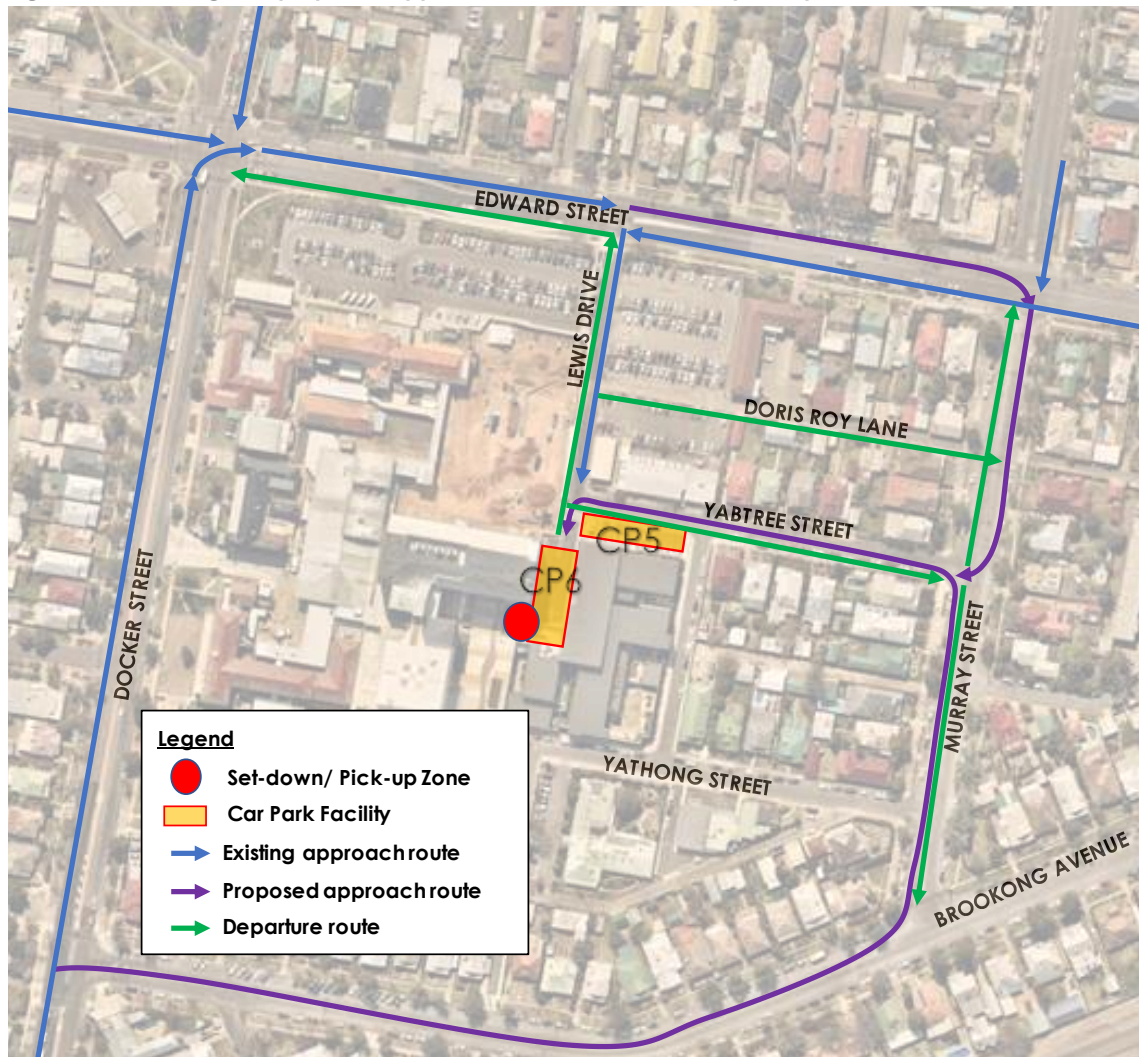 EDWARD STREET
LEWIS DRIVE
DORIS ROY LANE
YABTREE STREET
CP5
CP6
DOCKER STREET
MURRAY STREET
YATHONG STREET
BROOKONG AVENUE
Legend
Set-down/ Pick-up Zone
Car Park Facility
Existing approach route
Proposed approach route
Departure route